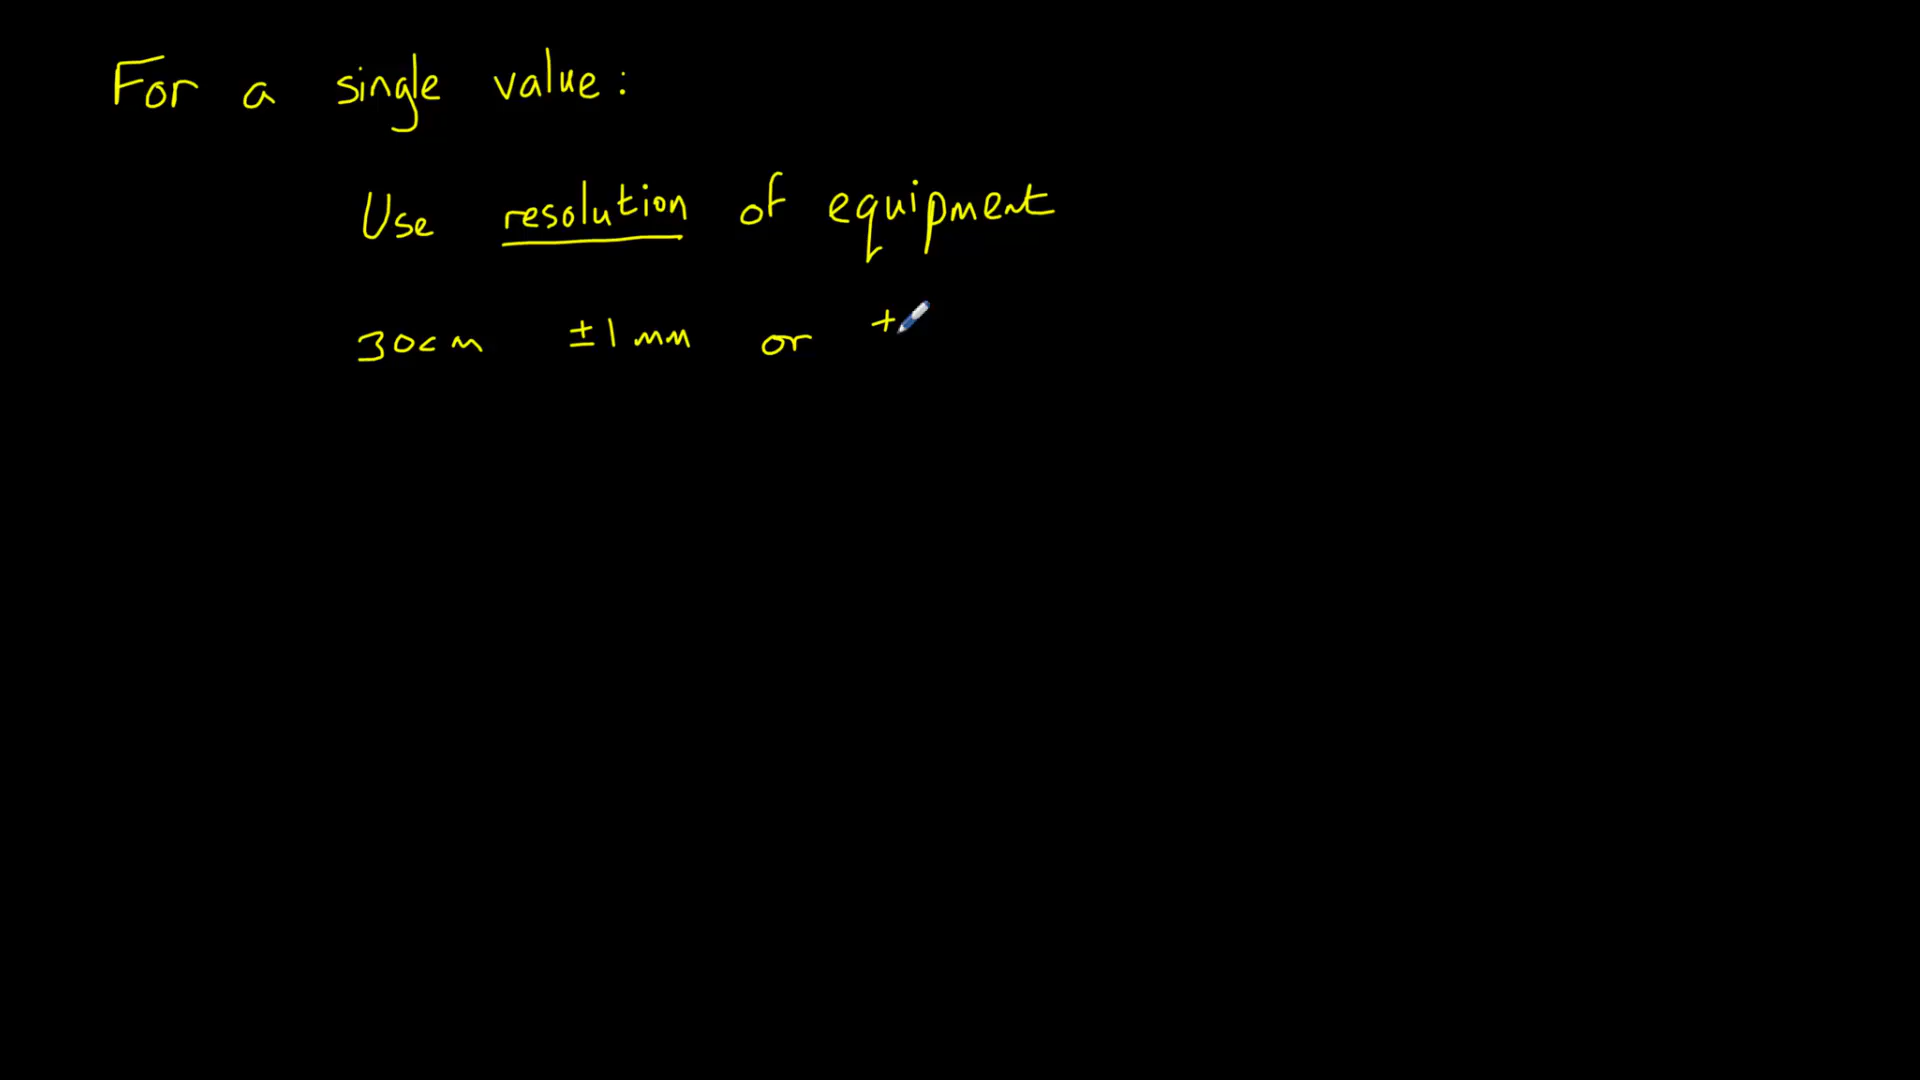 For a single value:
Use resolution of equipment
30cm ±1mm or +